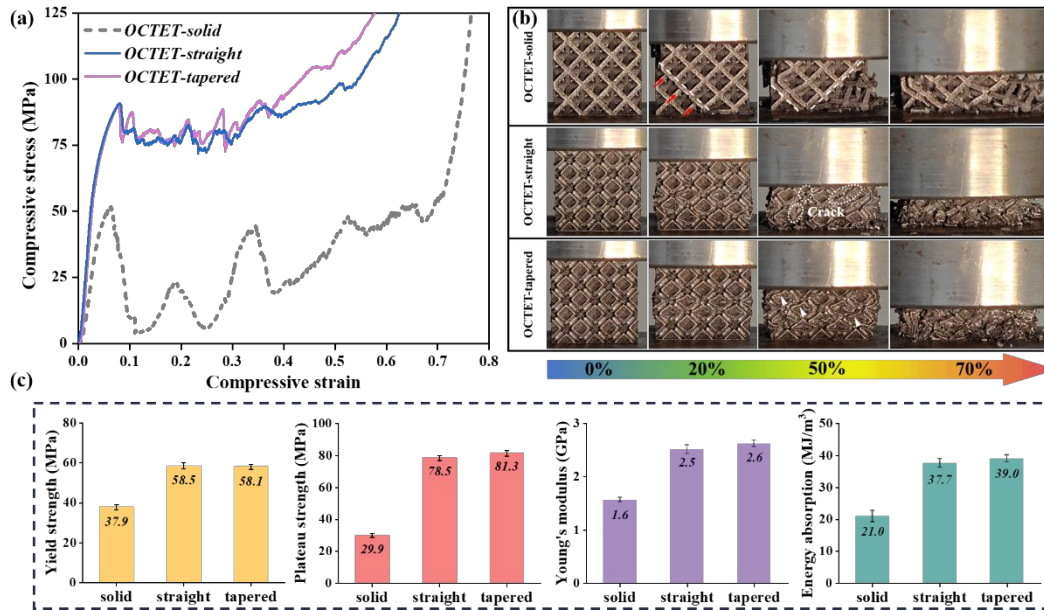 (a)
125
100
75
50
25
0
Compressive stress (MPa)
OCTET-solid
OCTET-straight
OCTET-tapered
0.0 0.1 0.2 0.3 0.4 0.5 0.6 0.7 0.8
Compressive strain
(b)
OCTET-solid
OCTET-straight
Crack
OCTET-tapered
0% 20% 50% 70%
(c)
Yield strength (MPa)
80
60
40
20
0
37.9
58.5
58.1
solid straight tapered
Plateau strength (MPa)
100
80
60
40
20
0
29.9
78.5
81.3
solid straight tapered
Young's modulus (GPa)
3
2
1
0
1.6
2.5
2.6
solid straight tapered
Energy absorption (MJ/m³)
50
40
30
20
10
0
21.0
37.7
39.0
solid straight tapered